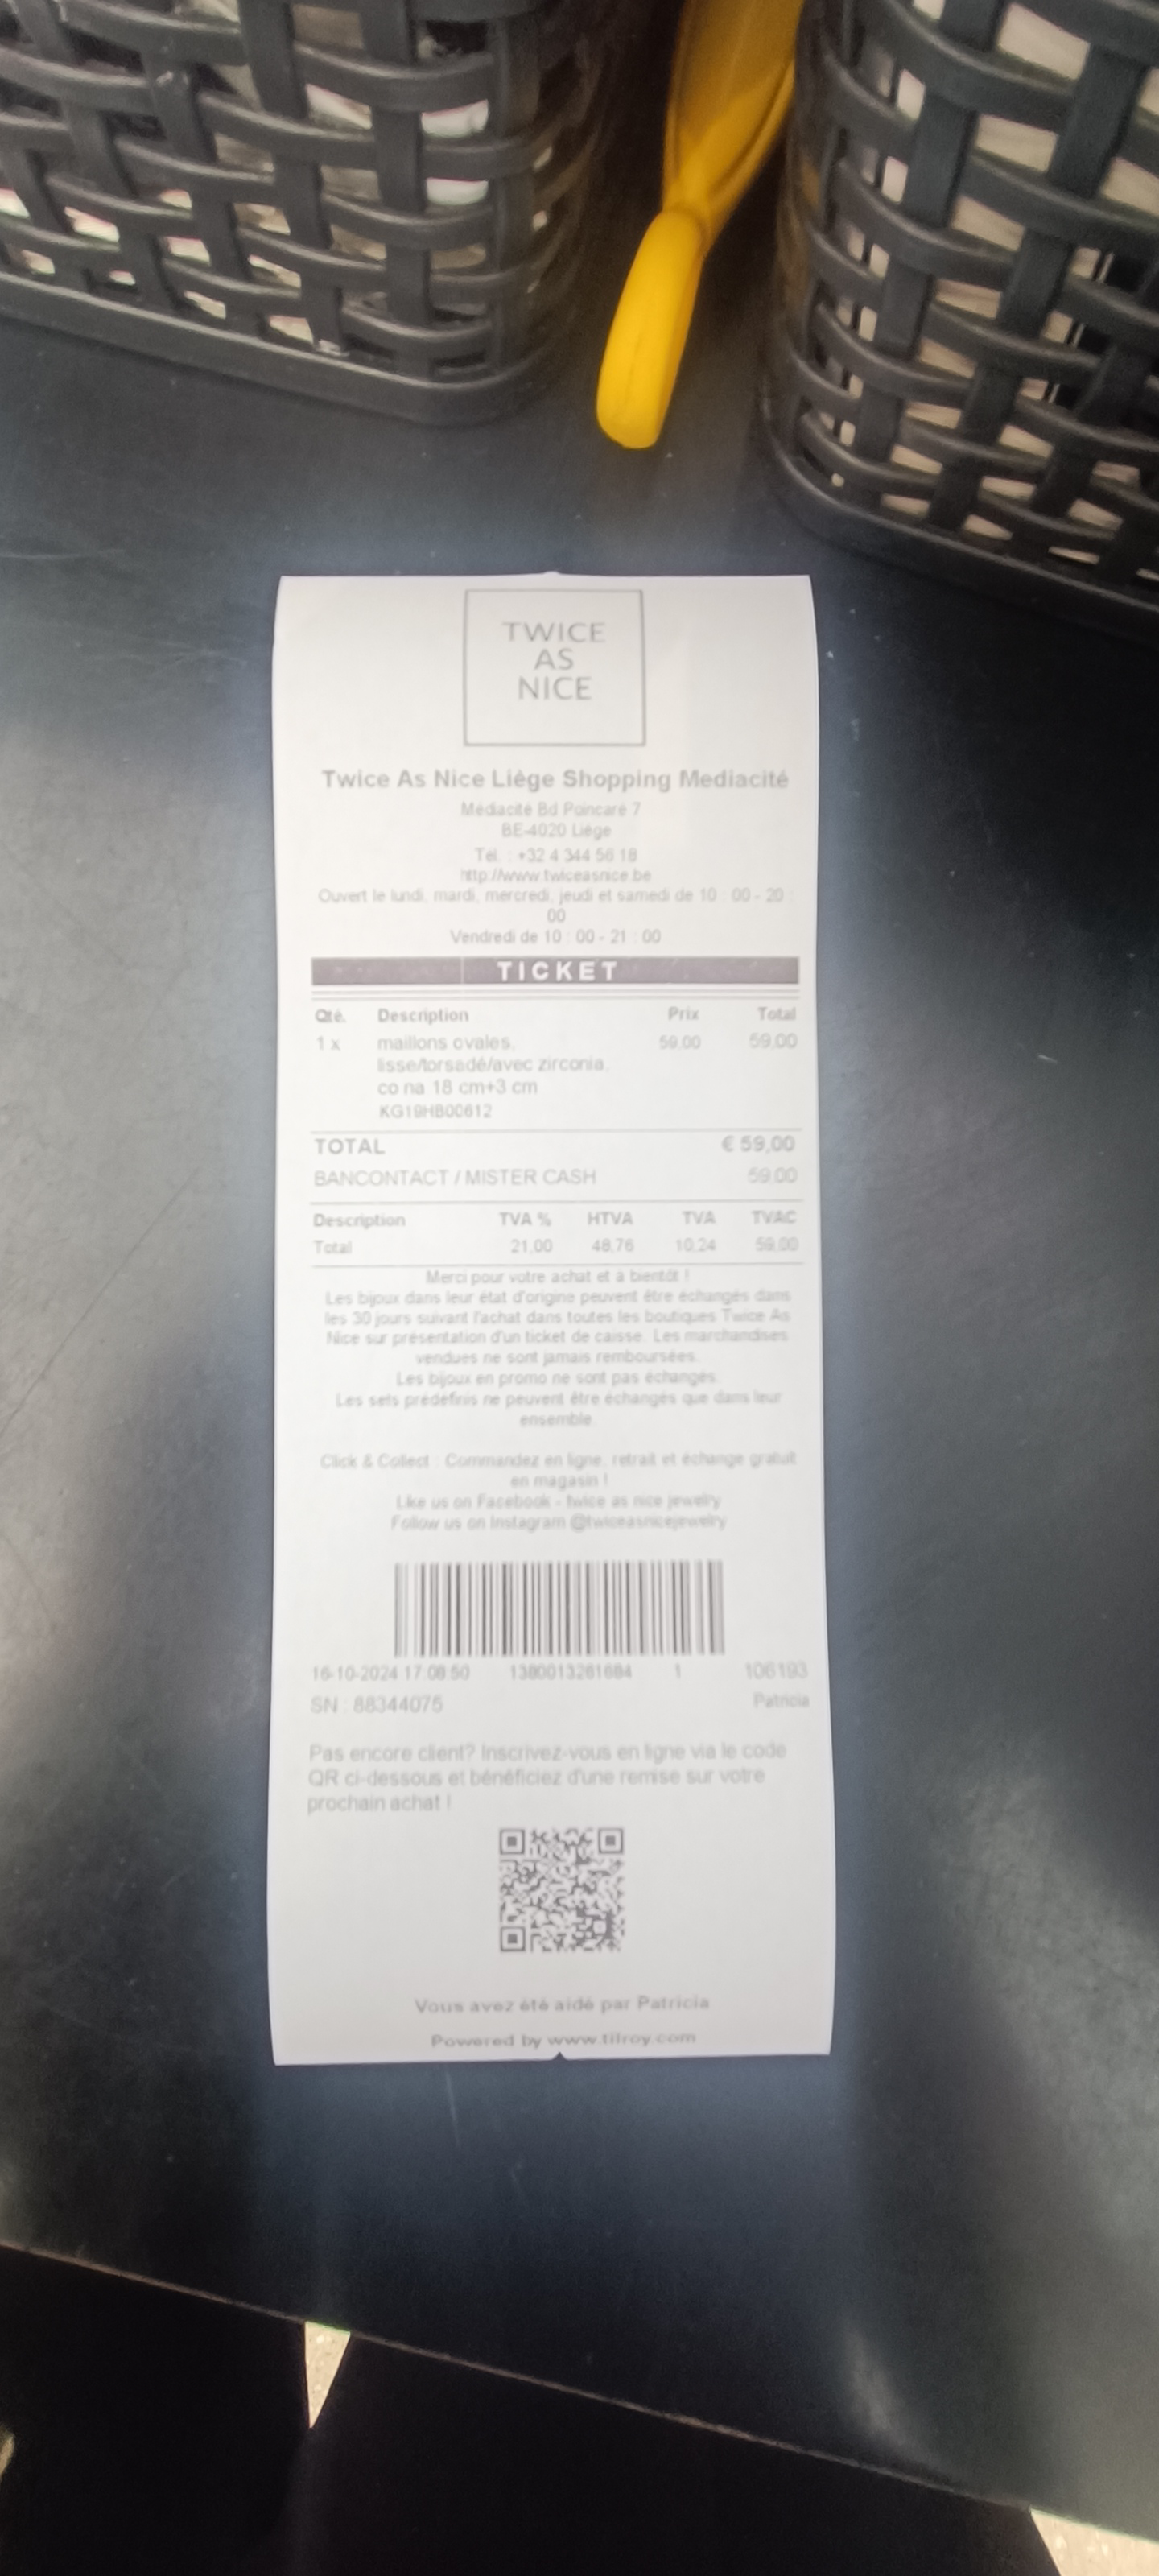 TWICE
AS
NICE
Twice As Nice Liège Shopping Mediacité
Médiacité Bd Poincaré 7
BE-4020 Liège
Tél. : +32 4 344 56 18
http://www.twiceasnice.be
Ouvert le lundi, mardi, mercredi, jeudi et samedi de 10 : 00 - 20 :
00
Vendredi de 10 : 00 - 21 : 00
TICKET
Qté. Description Prix Total
1 x maillons ovales, 59.00 59.00
lisse/torsadé/avec zirconia,
co na 18 cm+3 cm
KG19HB00612
TOTAL € 59,00
BANCONTACT / MISTER CASH 59.00
Description TVA % HTVA TVA TVAC
Total 21.00 48.76 10.24 59.00
Merci pour votre achat et à bientôt !
Les bijoux dans leur état d'origine peuvent être échangés dans
les 30 jours suivant l'achat dans toutes les boutiques Twice As
Nice sur présentation d'un ticket de caisse. Les marchandises
vendues ne sont jamais remboursées.
Les bijoux en promo ne sont pas échangés.
Les sets prédéfinis ne peuvent être échangés que dans leur
ensemble.
Click & Collect : Commandez en ligne, retrait et échange gratuit
en magasin !
Like us on Facebook - twice as nice jewelry
Follow us on Instagram @twiceasnicejewelry
16-10-2024 17:08:50 1380013261684 1 106193
SN : 88344075 Patricia
Pas encore client? Inscrivez-vous en ligne via le code
QR ci-dessous et bénéficiez d'une remise sur votre
prochain achat !
Vous avez été aidé par Patricia
Powered by www.tilroy.com